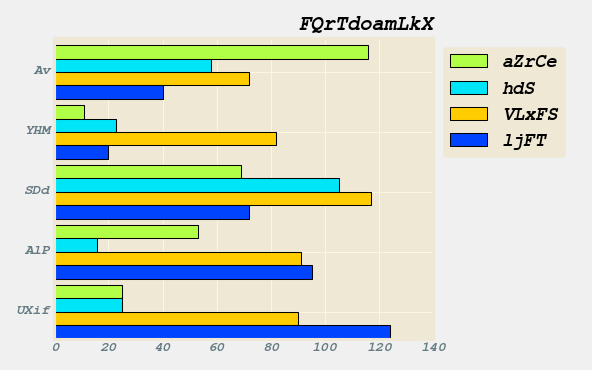 FQrTdoamLkX
aZrCe
hdS
VLxFS
ljFT
Av
YHM
SDd
AlP
UXif
0 20 40 60 80 100 120 140